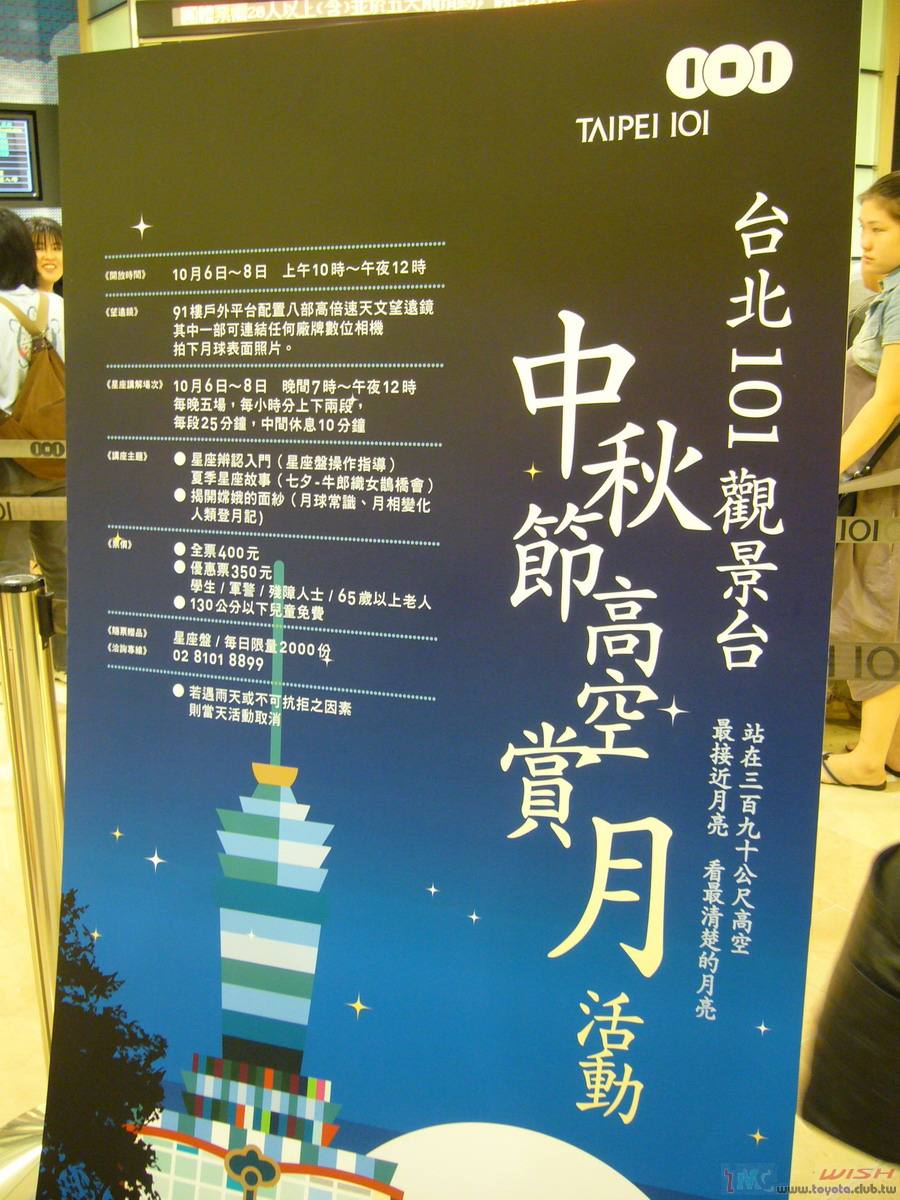 101
TAIPEI 101
台北101觀景台
中秋節高空賞月活動
站在三百九十公尺高空
最接近月亮 看最清楚的月亮
《開放時間》 10月6日～8日 上午10時～午夜12時
《望遠鏡》 91樓戶外平台配置八部高倍速天文望遠鏡
其中一部可連結任何廠牌數位相機
拍下月球表面照片。
《星座講解場次》 10月6日～8日 晚間7時～午夜12時
每晚五場，每小時分上下兩段，
每段25分鐘，中間休息10分鐘
《講座主題》 ●星座辨認入門（星座盤操作指導）
夏季星座故事（七夕-牛郎織女鵲橋會）
●揭開嫦娥的面紗（月球常識、月相變化
人類登月記）
《票價》 ●全票400元
●優惠票350元
學生/軍警/殘障人士/65歲以上老人
●130公分以下兒童免費
《隨票贈品》 星座盤/每日限量2000份
《洽詢專線》 02 8101 8899
●若遇雨天或不可抗拒之因素
則當天活動取消
101
101
WISH
www.toyota.club.tw